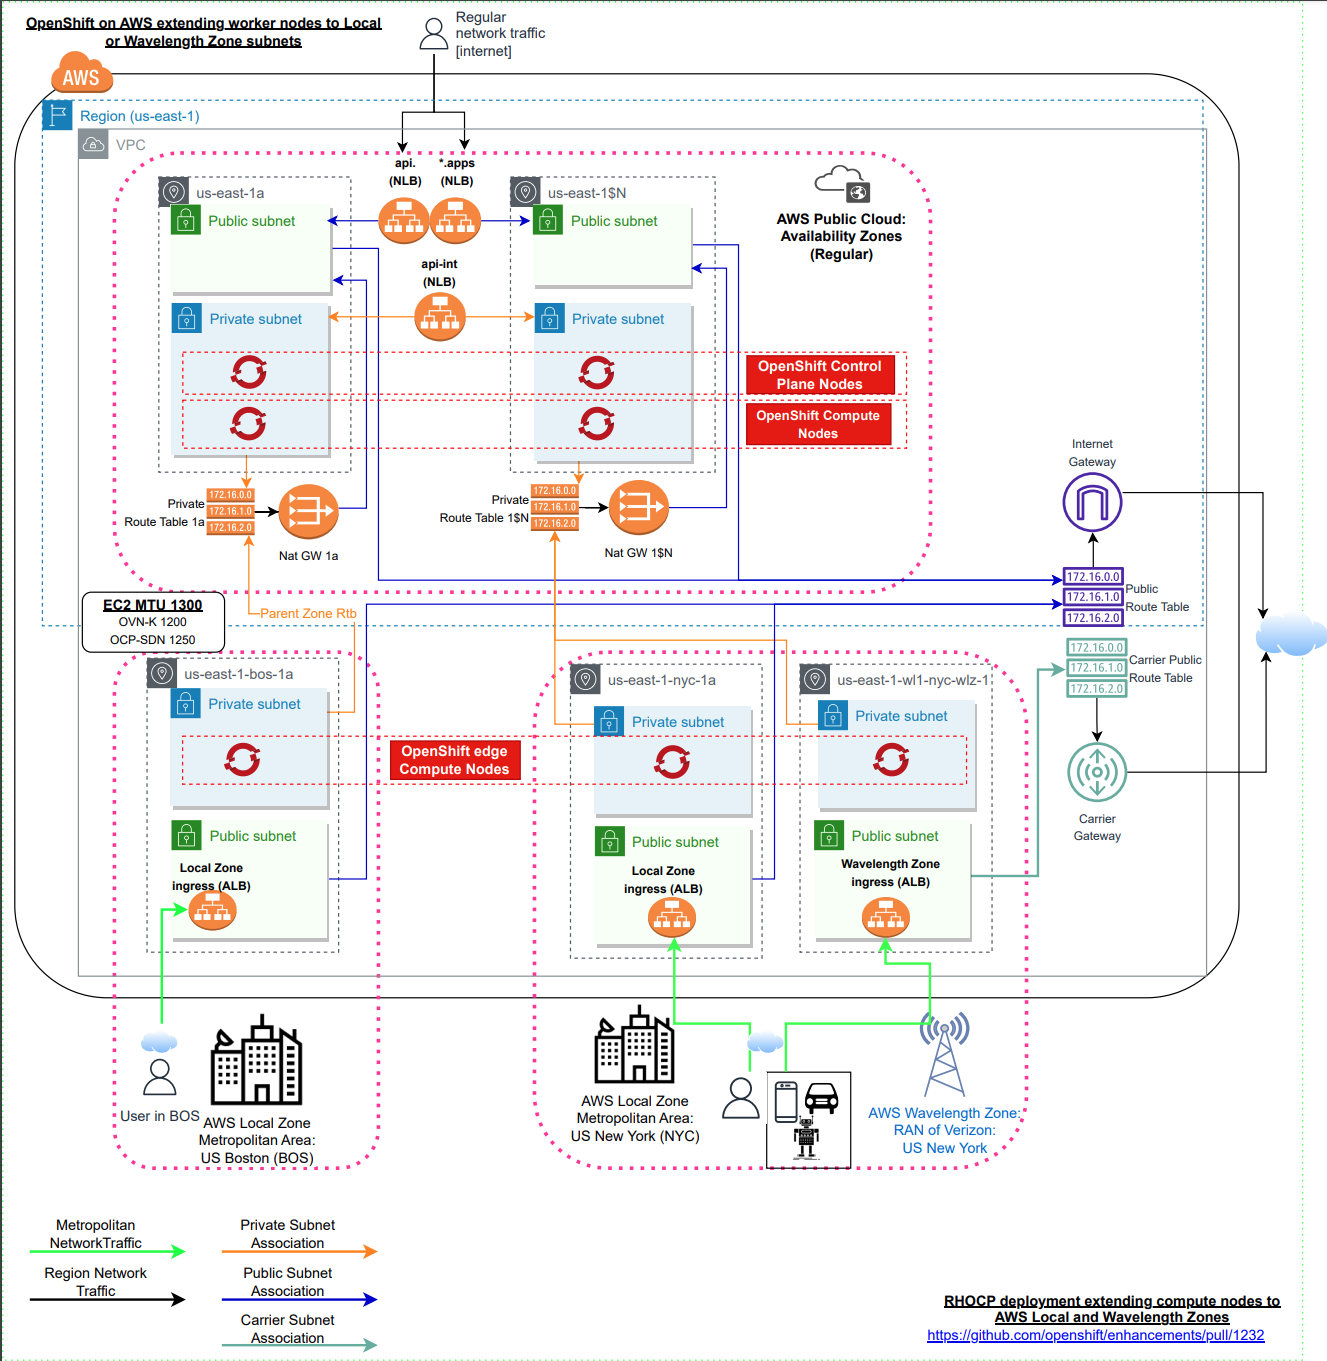 OpenShift on AWS extending worker nodes to Local
or Wavelength Zone subnets
Regular
network traffic
[internet]
AWS
Region (us-east-1)
VPC
api.
(NLB)
*.apps
(NLB)
us-east-1a
Public subnet
us-east-1$N
Public subnet
AWS Public Cloud:
Availability Zones
(Regular)
api-int
(NLB)
Private subnet
Private subnet
OpenShift Control
Plane Nodes
OpenShift Compute
Nodes
Private
Route Table 1a
172.16.0.0
172.16.1.0
172.16.2.0
Nat GW 1a
Private
Route Table 1$N
172.16.0.0
172.16.1.0
172.16.2.0
Nat GW 1$N
Internet
Gateway
172.16.0.0
172.16.1.0
172.16.2.0
Public
Route Table
EC2 MTU 1300
OVN-K 1200
OCP-SDN 1250
Parent Zone Rtb
172.16.0.0
172.16.1.0
172.16.2.0
Carrier Public
Route Table
us-east-1-bos-1a
Private subnet
us-east-1-nyc-1a
Private subnet
us-east-1-wl1-nyc-wlz-1
Private subnet
OpenShift edge
Compute Nodes
Carrier
Gateway
Public subnet
Local Zone
ingress (ALB)
Public subnet
Local Zone
ingress (ALB)
Public subnet
Wavelength Zone
ingress (ALB)
User in BOS
AWS Local Zone
Metropolitan Area:
US Boston (BOS)
AWS Local Zone
Metropolitan Area:
US New York (NYC)
AWS Wavelength Zone:
RAN of Verizon:
US New York
Metropolitan
NetworkTraffic
Private Subnet
Association
Region Network
Traffic
Public Subnet
Association
Carrier Subnet
Association
RHOCP deployment extending compute nodes to
AWS Local and Wavelength Zones
https://github.com/openshift/enhancements/pull/1232